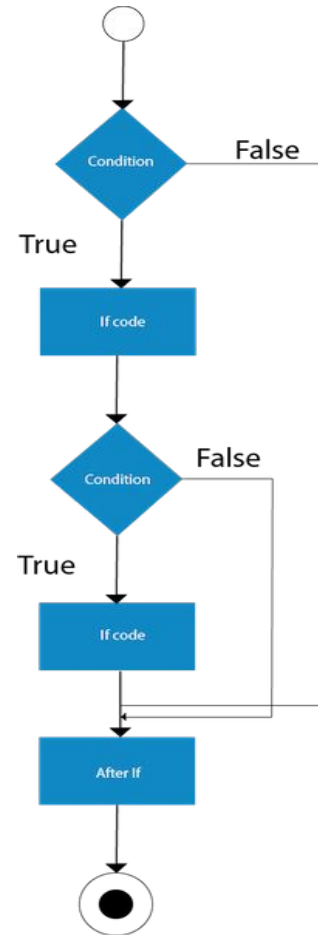 Condition
False
True
If code
Condition
False
True
If code
After If